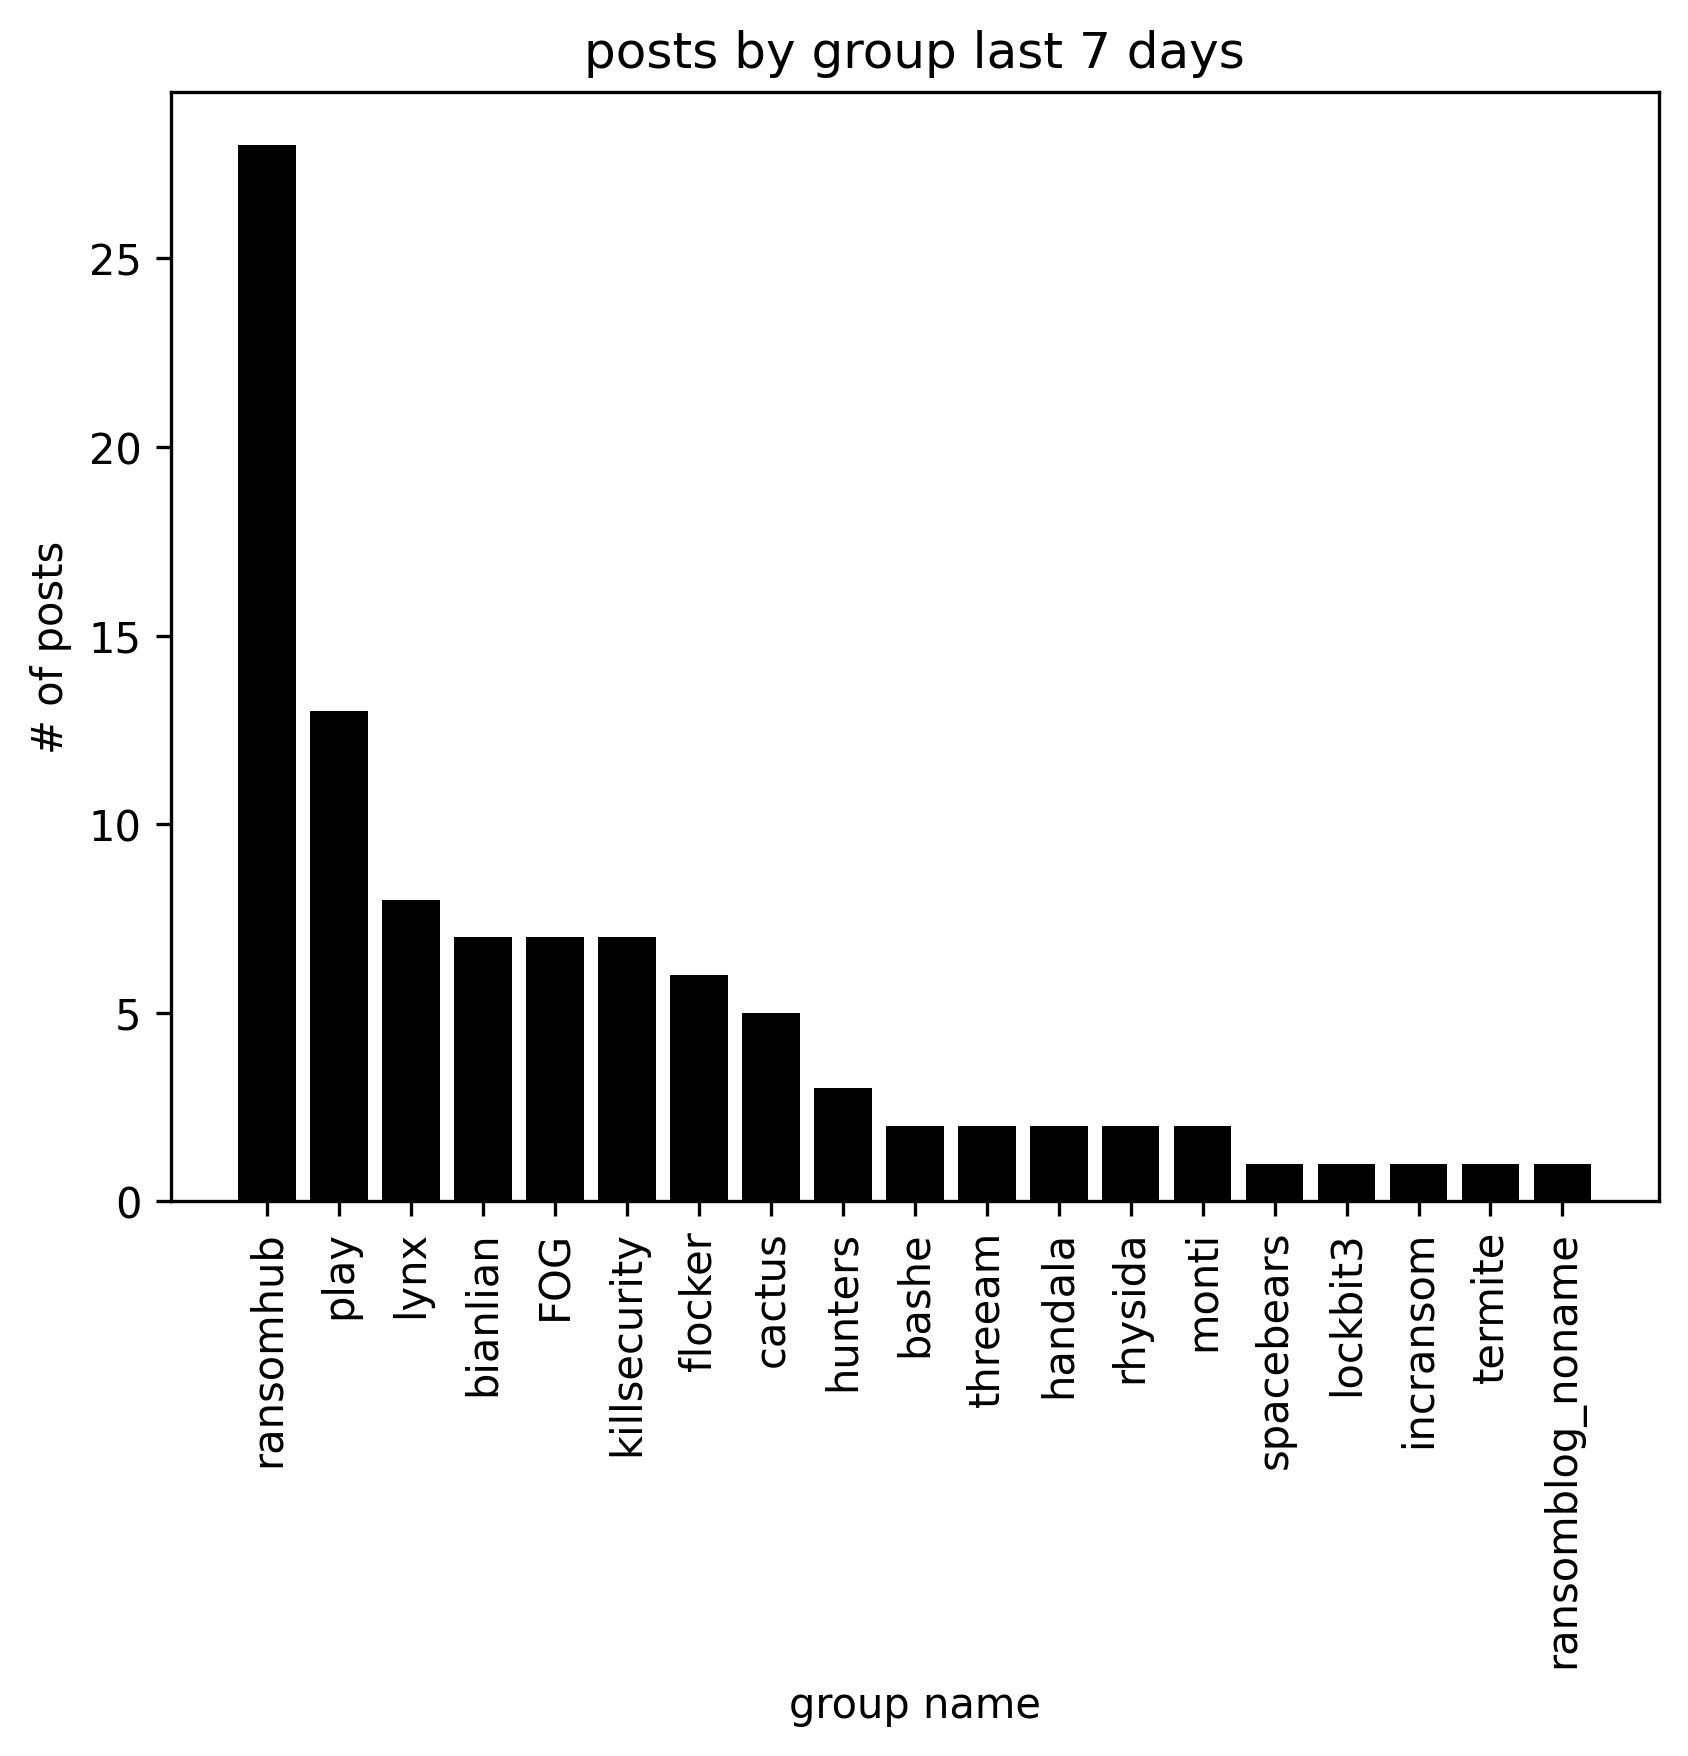 posts by group last 7 days
# of posts
25
20
15
10
5
0
ransomhub
play
lynx
bianlian
FOG
killsecurity
flocker
cactus
hunters
bashe
threeam
handala
rhysida
monti
spacebears
lockbit3
incransom
termite
ransomblog_noname
group name